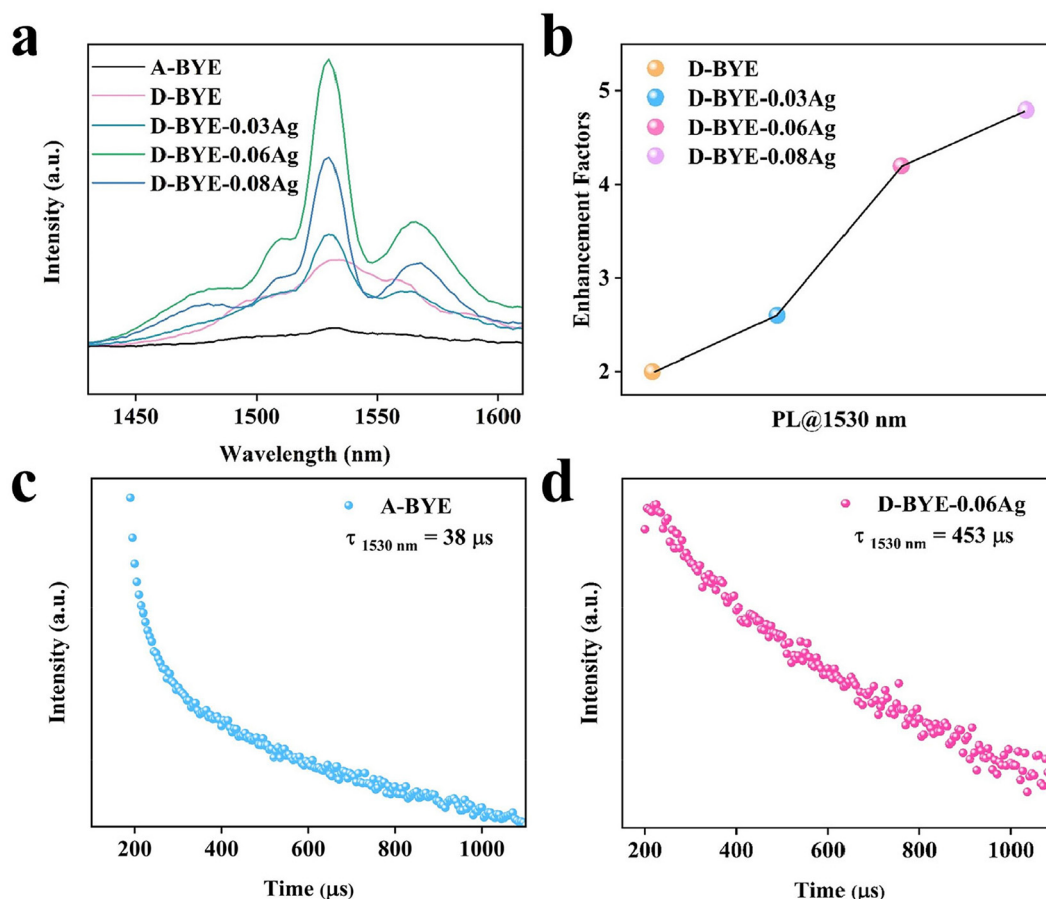 a
A-BYE
D-BYE
D-BYE-0.03Ag
D-BYE-0.06Ag
D-BYE-0.08Ag
Intensity (a.u.)
1450 1500 1550 1600
Wavelength (nm)
b
D-BYE
D-BYE-0.03Ag
D-BYE-0.06Ag
D-BYE-0.08Ag
Enhancement Factors
5
4
3
2
PL@1530 nm
c
A-BYE
τ 1530 nm = 38 μs
Intensity (a.u.)
200 400 600 800 1000
Time (μs)
d
D-BYE-0.06Ag
τ 1530 nm = 453 μs
Intensity (a.u.)
200 400 600 800 1000
Time (μs)